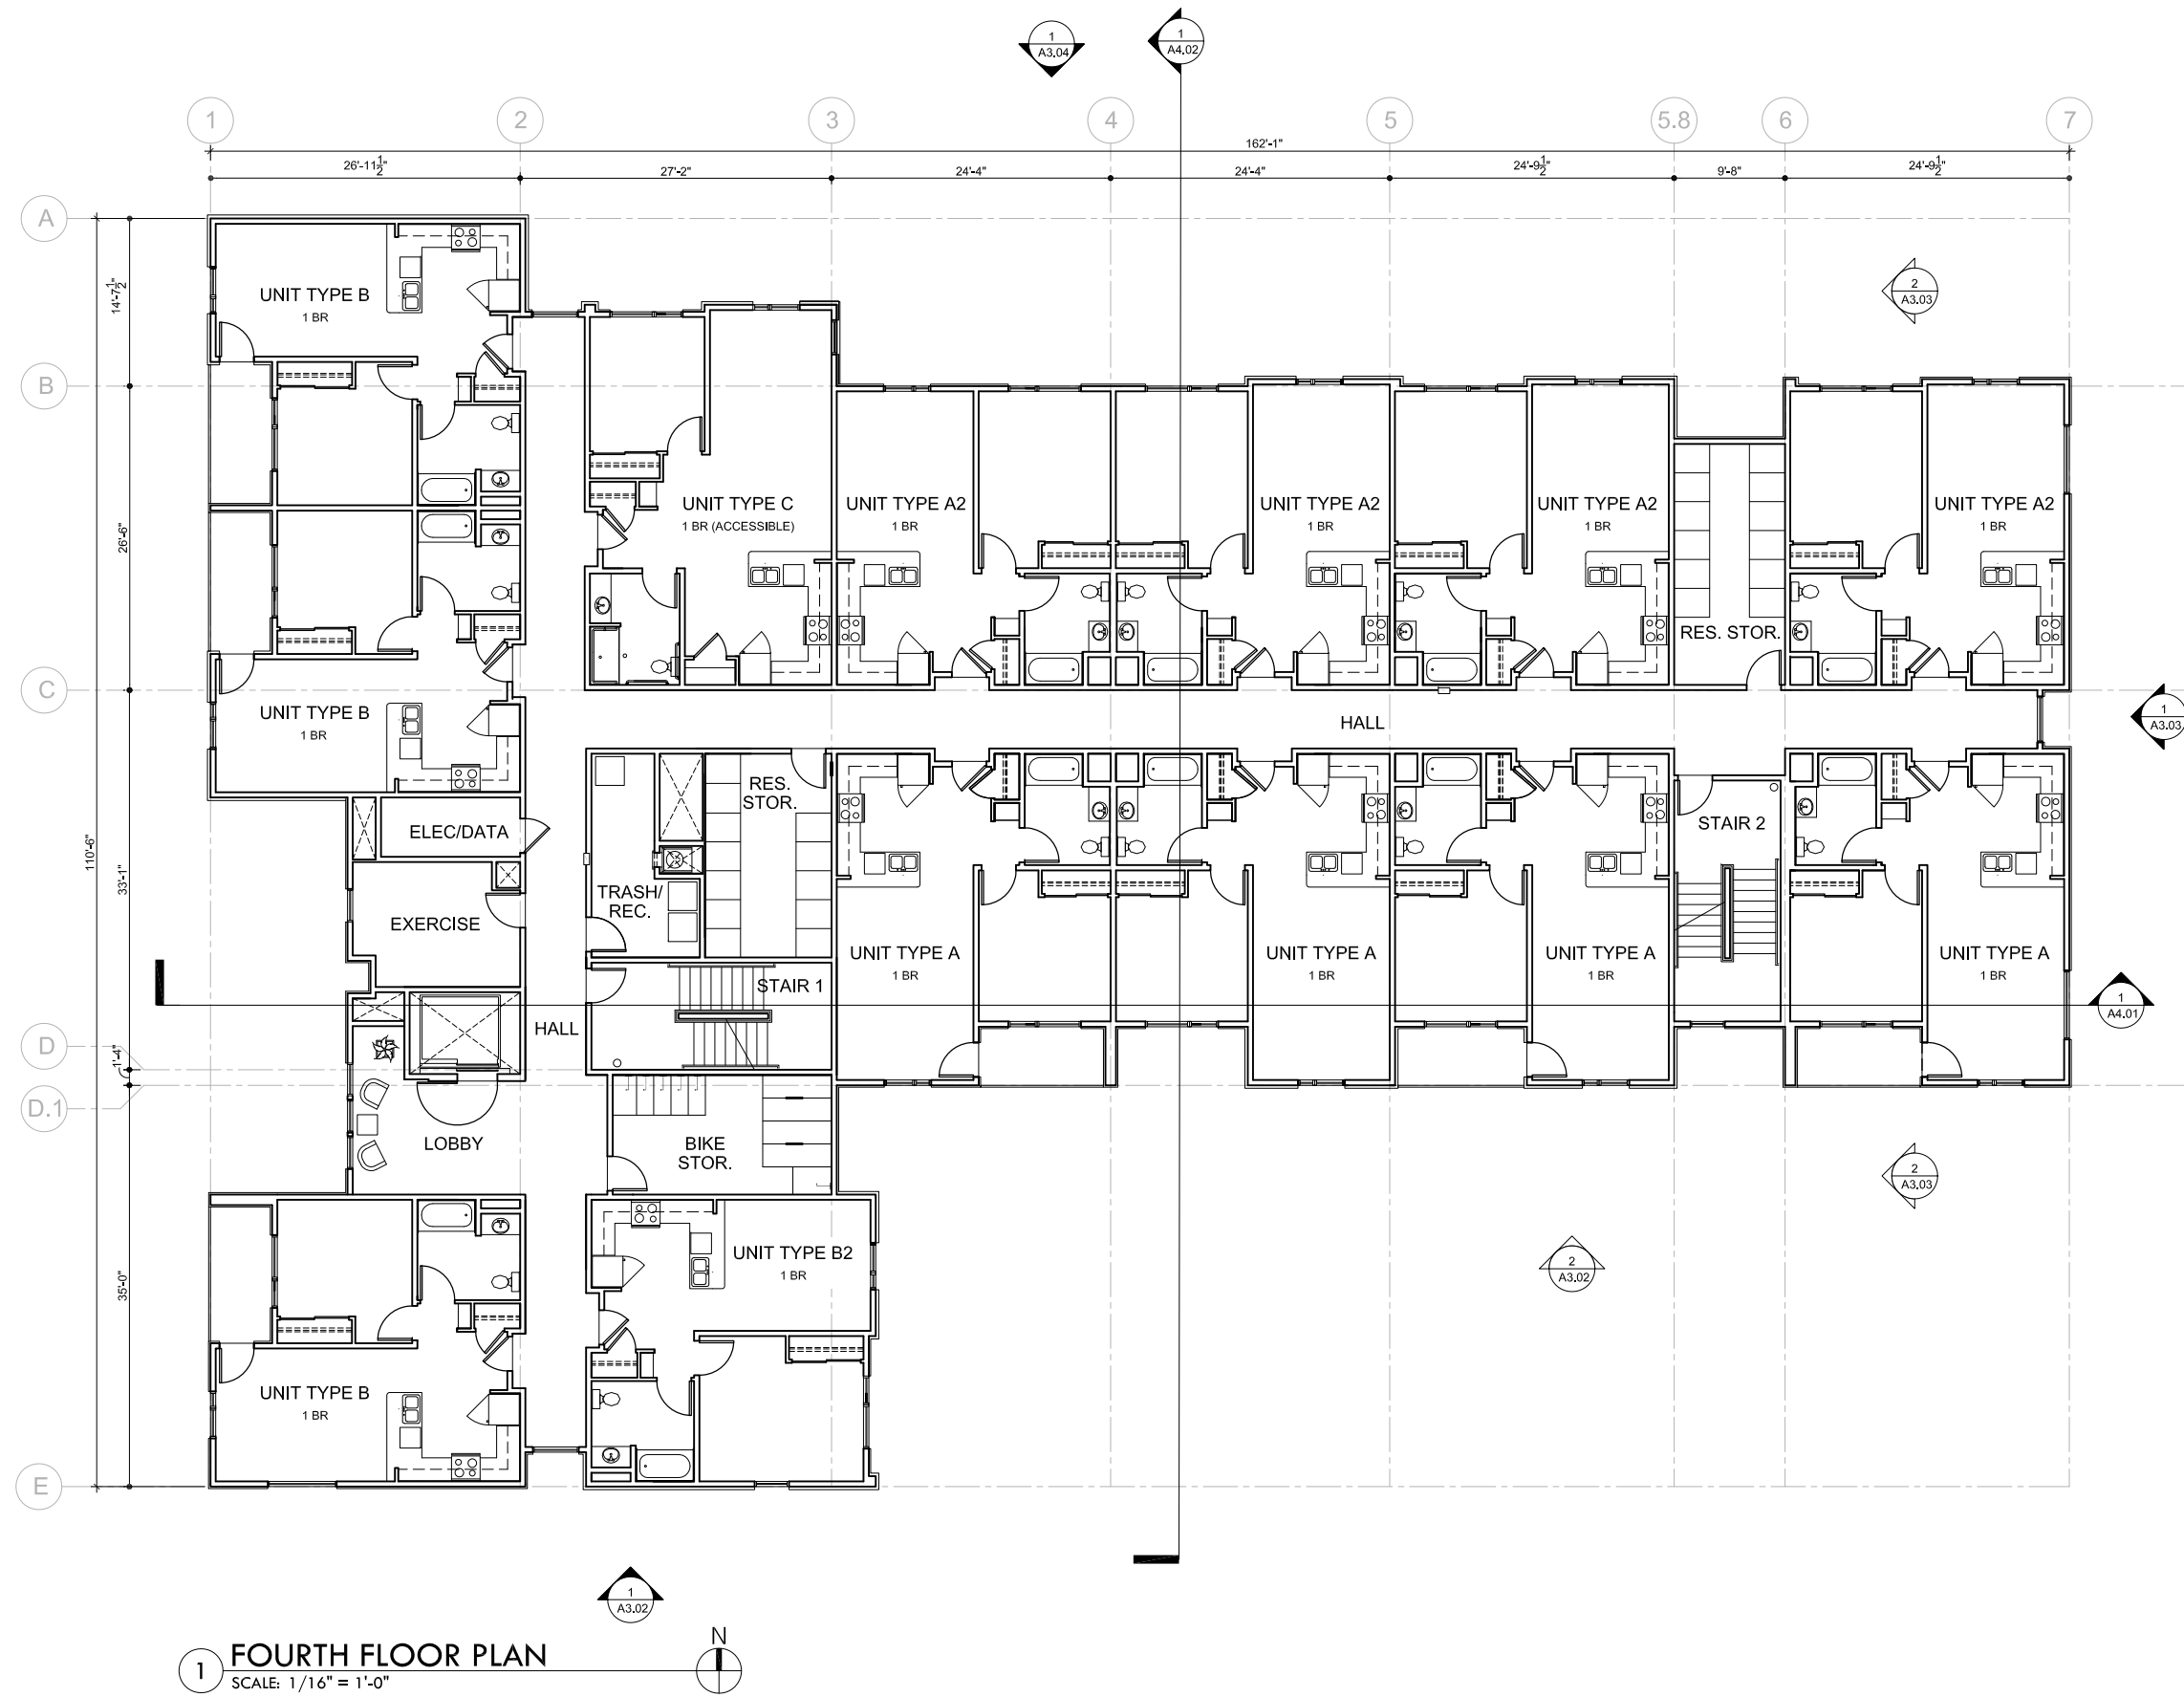 1
A3.04
1
A4.02
1
2
3
4
5
5.8
6
7
162'-1"
26'-11 1/2"
27'-2"
24'-4"
24'-4"
24'-9 1/2"
9'-8"
24'-9 1/2"
A
14'-7 1/2"
UNIT TYPE B
1 BR
2
A3.03
B
26'-6"
UNIT TYPE C
1 BR (ACCESSIBLE)
UNIT TYPE A2
1 BR
UNIT TYPE A2
1 BR
UNIT TYPE A2
1 BR
UNIT TYPE A2
1 BR
RES. STOR.
C
UNIT TYPE B
1 BR
HALL
1
A3.03
RES.
STOR.
ELEC/DATA
STAIR 2
110'-6"
33'-1"
TRASH/
REC.
EXERCISE
UNIT TYPE A
1 BR
UNIT TYPE A
1 BR
UNIT TYPE A
1 BR
UNIT TYPE A
1 BR
STAIR 1
1
A4.01
HALL
D
1'-4"
D.1
LOBBY
BIKE
STOR.
2
A3.03
UNIT TYPE B2
1 BR
2
A3.02
35'-0"
UNIT TYPE B
1 BR
E
1
A3.02
N
1
FOURTH FLOOR PLAN
SCALE: 1/16" = 1'-0"